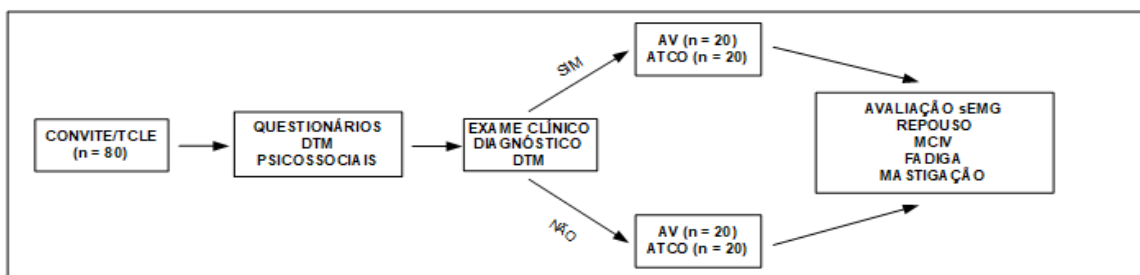 CONVITE/TCLE
(n = 80)
QUESTIONÁRIOS
DTM
PSICOSSOCIAIS
EXAME CLÍNICO
DIAGNÓSTICO
DTM
SIM
AV (n = 20)
ATCO (n = 20)
NÃO
AV (n = 20)
ATCO (n = 20)
AVALIAÇÃO sEMG
REPOUSO
MCIV
FADIGA
MASTIGAÇÃO